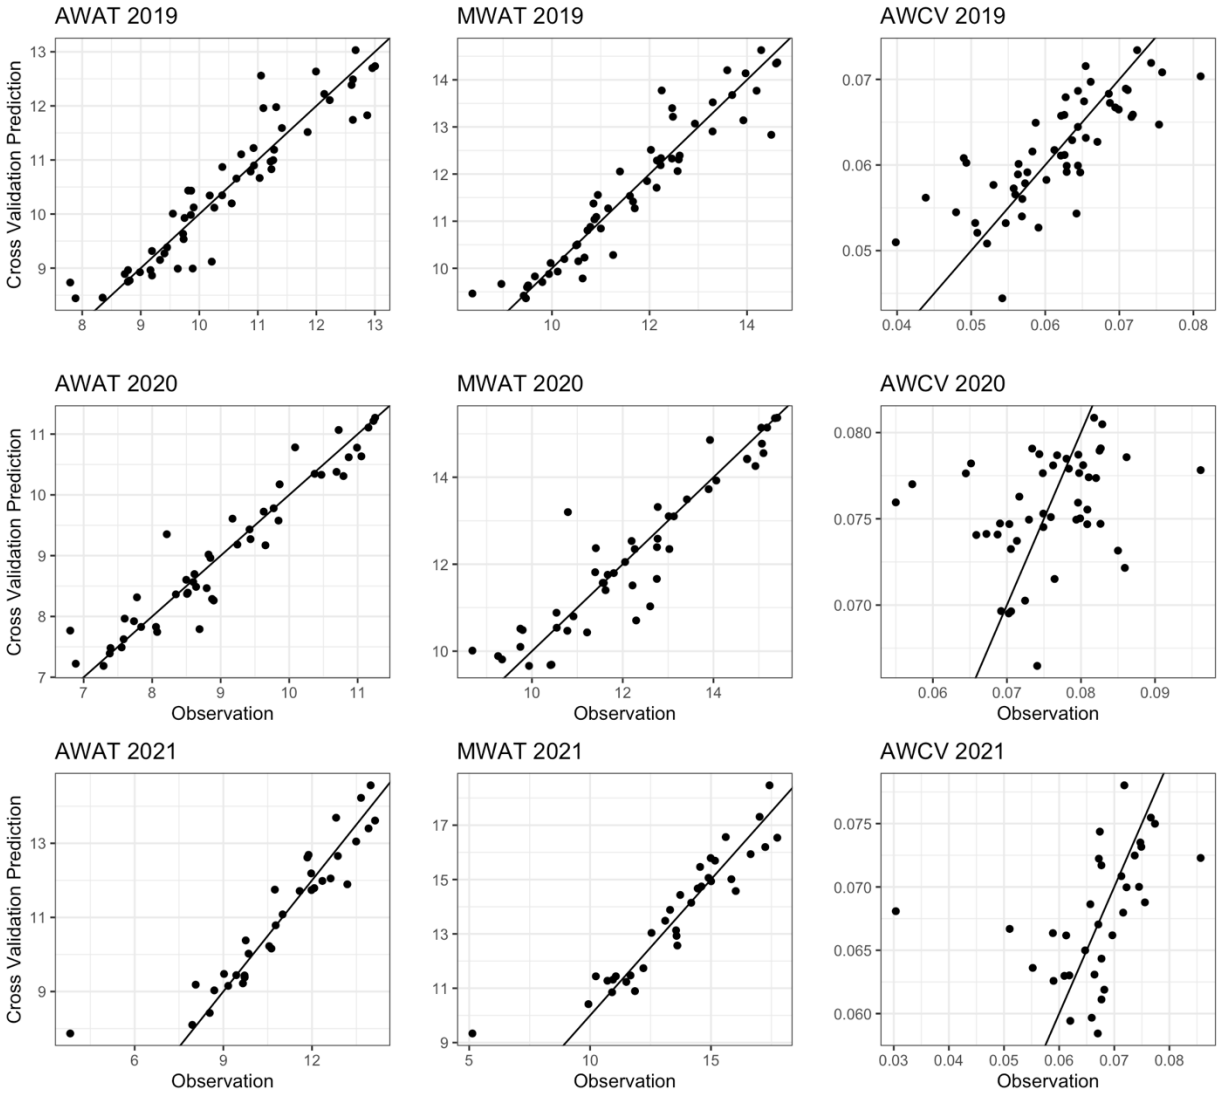 AWAT 2019
MWAT 2019
AWCV 2019
Cross Validation Prediction
13
12
11
10
9
8 9 10 11 12 13
14
13
12
11
10
10 12 14
0.07
0.06
0.05
0.04 0.05 0.06 0.07 0.08
AWAT 2020
MWAT 2020
AWCV 2020
Cross Validation Prediction
11
10
9
8
7
7 8 9 10 11
Observation
14
12
10
10 12 14
Observation
0.080
0.075
0.070
0.06 0.07 0.08 0.09
Observation
AWAT 2021
MWAT 2021
AWCV 2021
Cross Validation Prediction
13
11
9
6 9 12
Observation
17
15
13
11
9
5 10 15
Observation
0.075
0.070
0.065
0.060
0.03 0.04 0.05 0.06 0.07 0.08
Observation